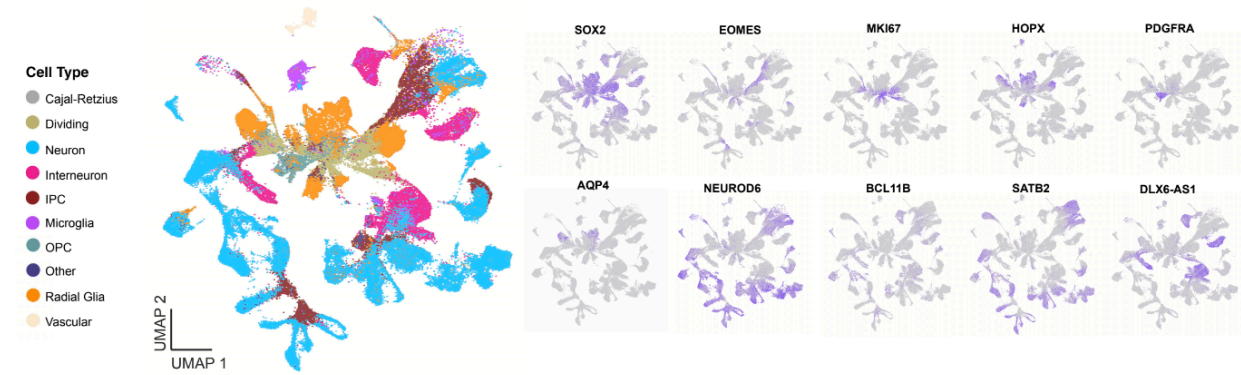 Cell Type
Cajal-Retzius
Dividing
Neuron
Interneuron
IPC
Microglia
OPC
Other
Radial Glia
Vascular
UMAP 2
UMAP 1
SOX2
EOMES
MKI67
HOPX
PDGFRA
AQP4
NEUROD6
BCL11B
SATB2
DLX6-AS1